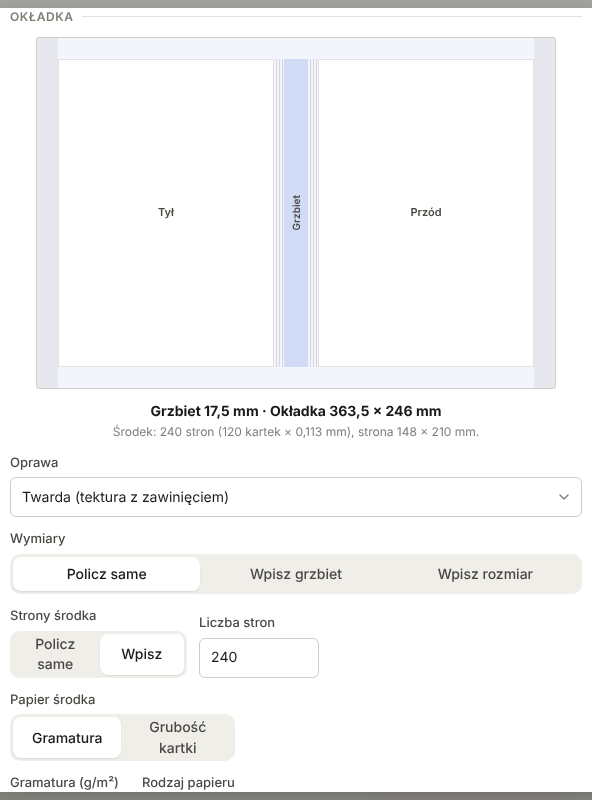 OKŁADKA
Tył
Grzbiet
Przód
Grzbiet 17,5 mm · Okładka 363,5 × 246 mm
Środek: 240 stron (120 kartek × 0,113 mm), strona 148 × 210 mm.
Oprawa
Twarda (tektura z zawinięciem)
Wymiary
Policz same
Wpisz grzbiet
Wpisz rozmiar
Strony środka
Liczba stron
Policz
same
Wpisz
240
Papier środka
Gramatura
Grubość
kartki
Gramatura (g/m²)
Rodzaj papieru